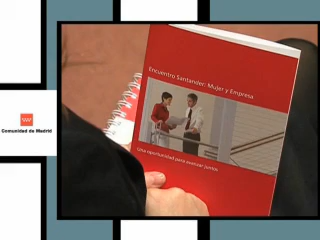 Encuentro Santander: Mujer y Empresa
Una oportunidad para avanzar juntos
Comunidad de Madrid